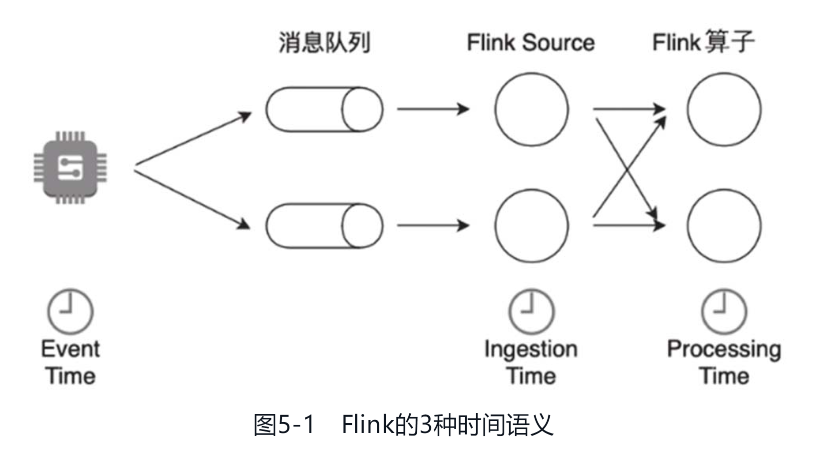 消息队列 Flink Source Flink 算子
Event Time
Ingestion Time
Processing Time
图5-1 Flink的3种时间语义